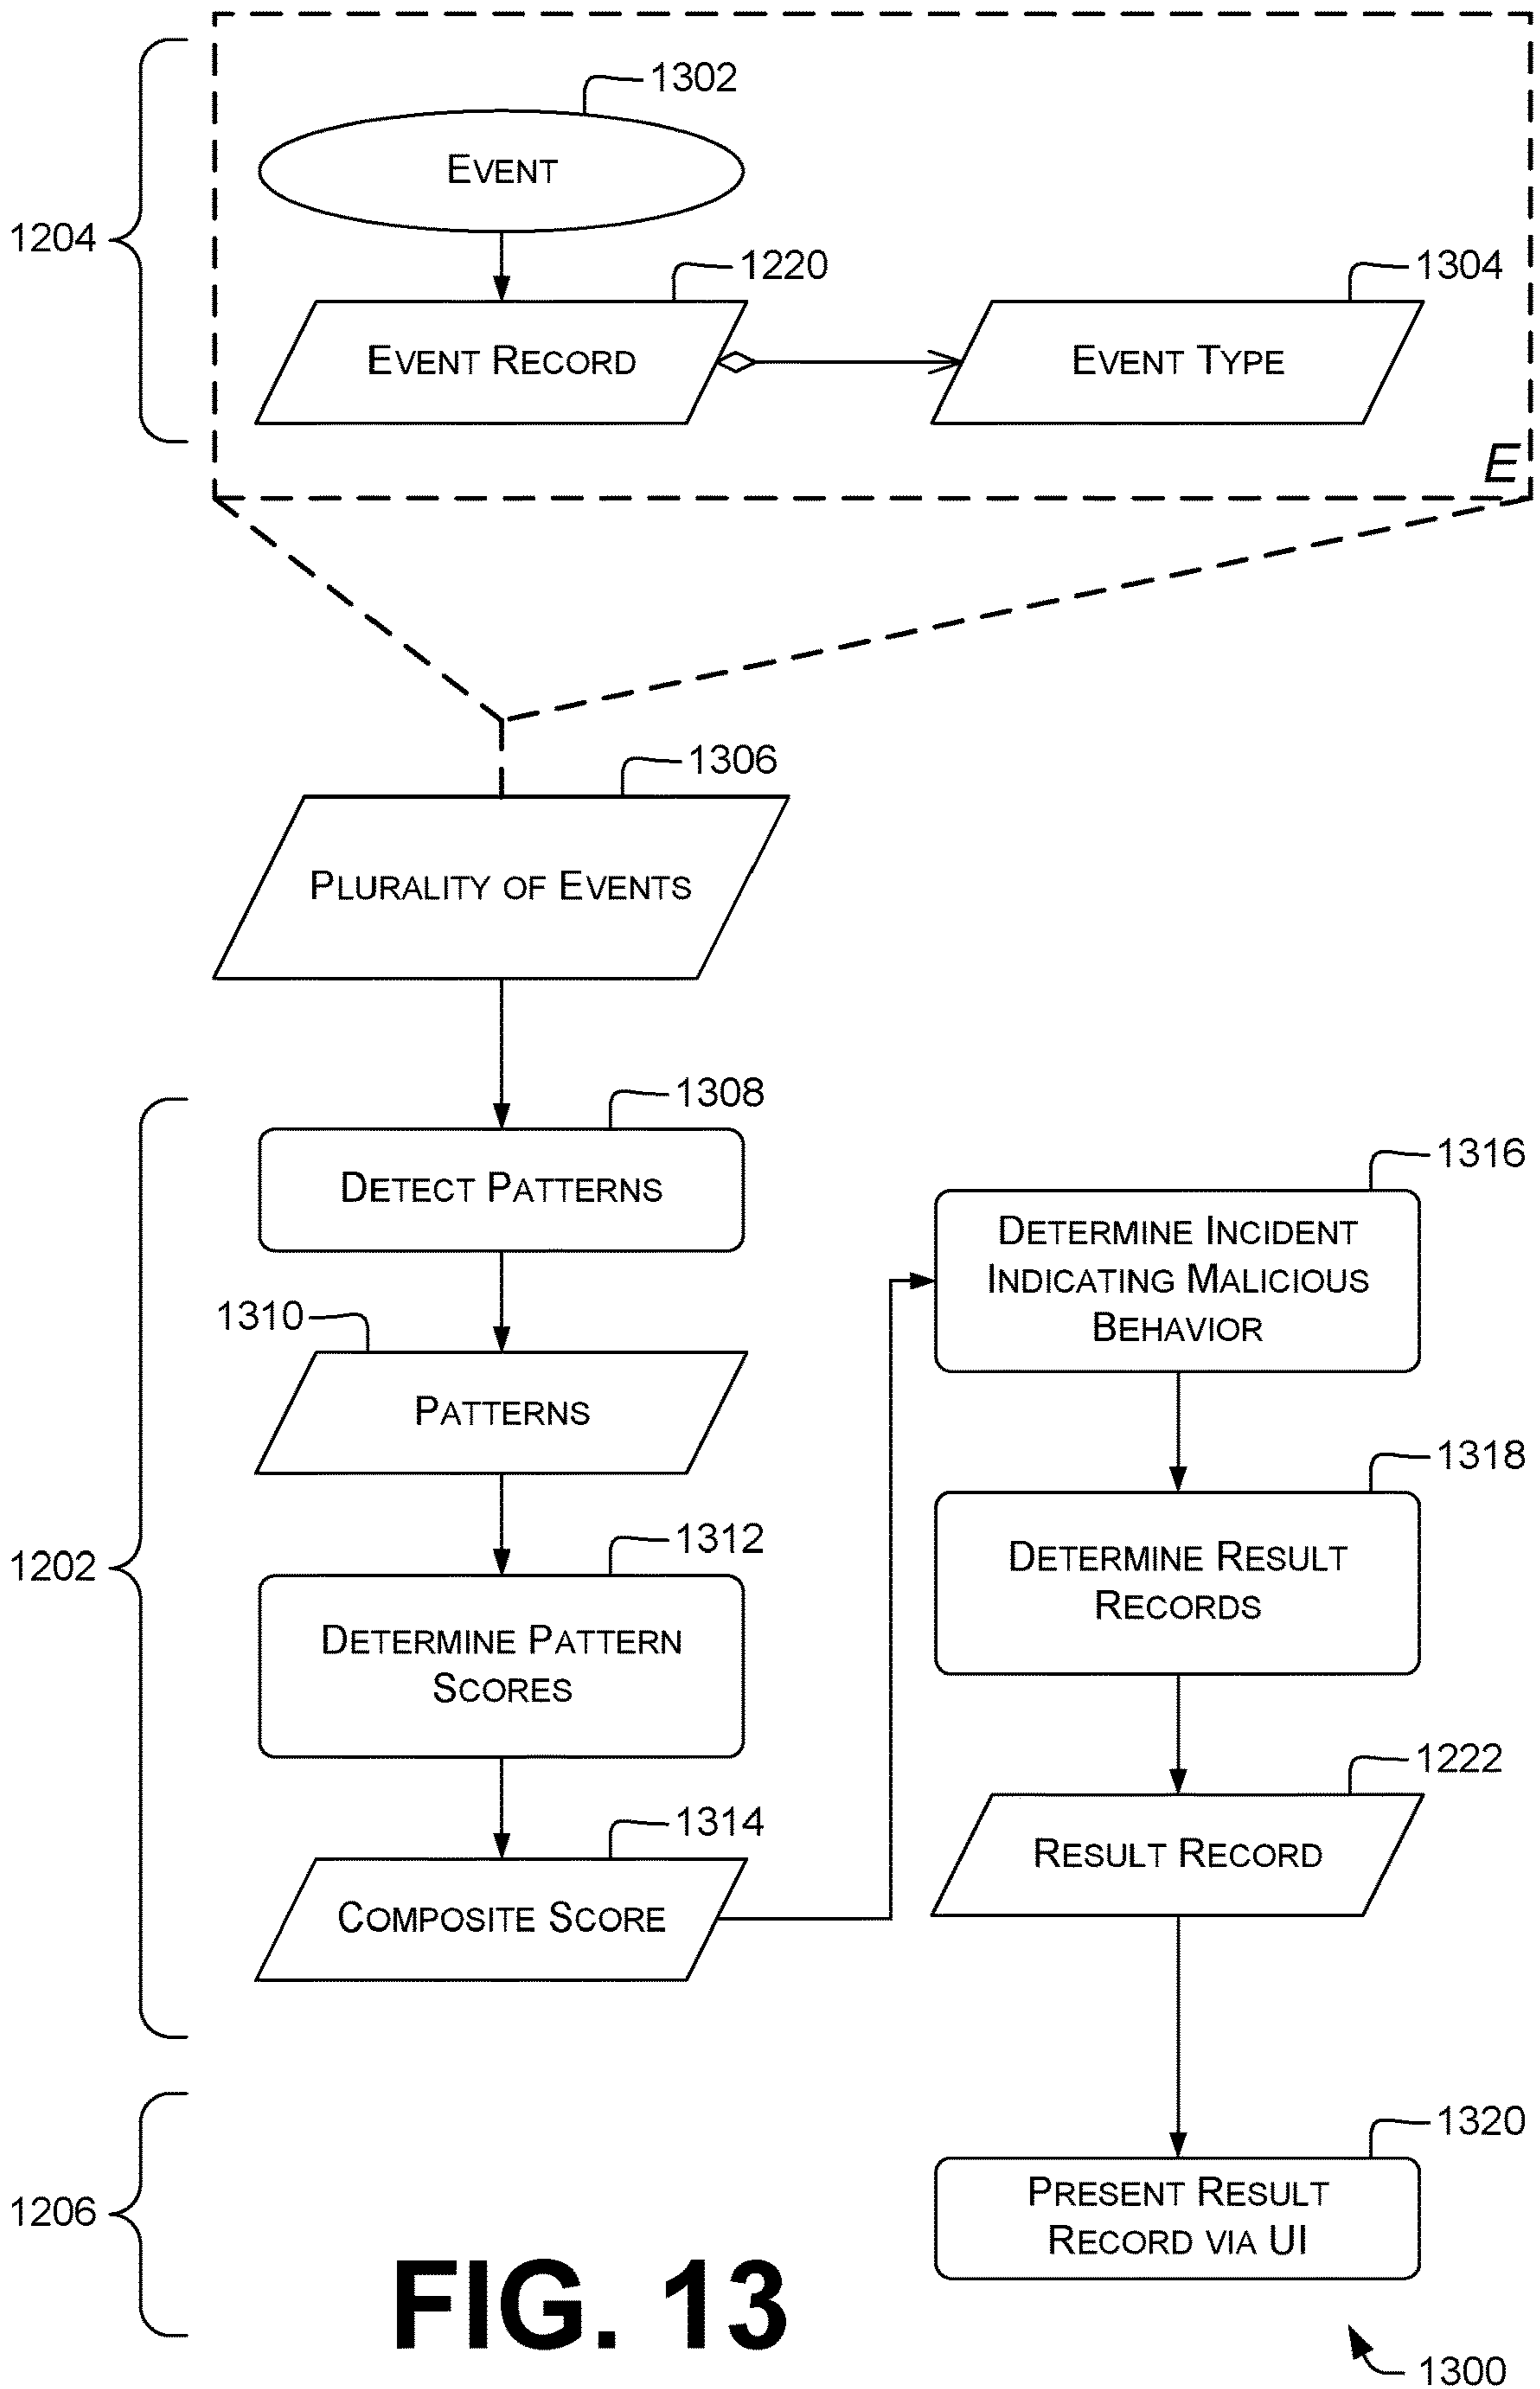 1302
EVENT
1204
1220
1304
EVENT RECORD
EVENT TYPE
E
1306
PLURALITY OF EVENTS
1308
DETECT PATTERNS
1310
PATTERNS
1202
1312
DETERMINE PATTERN
SCORES
1314
COMPOSITE SCORE
1316
DETERMINE INCIDENT
INDICATING MALICIOUS
BEHAVIOR
1318
DETERMINE RESULT
RECORDS
1222
RESULT RECORD
1206
1320
PRESENT RESULT
RECORD VIA UI
FIG. 13
1300